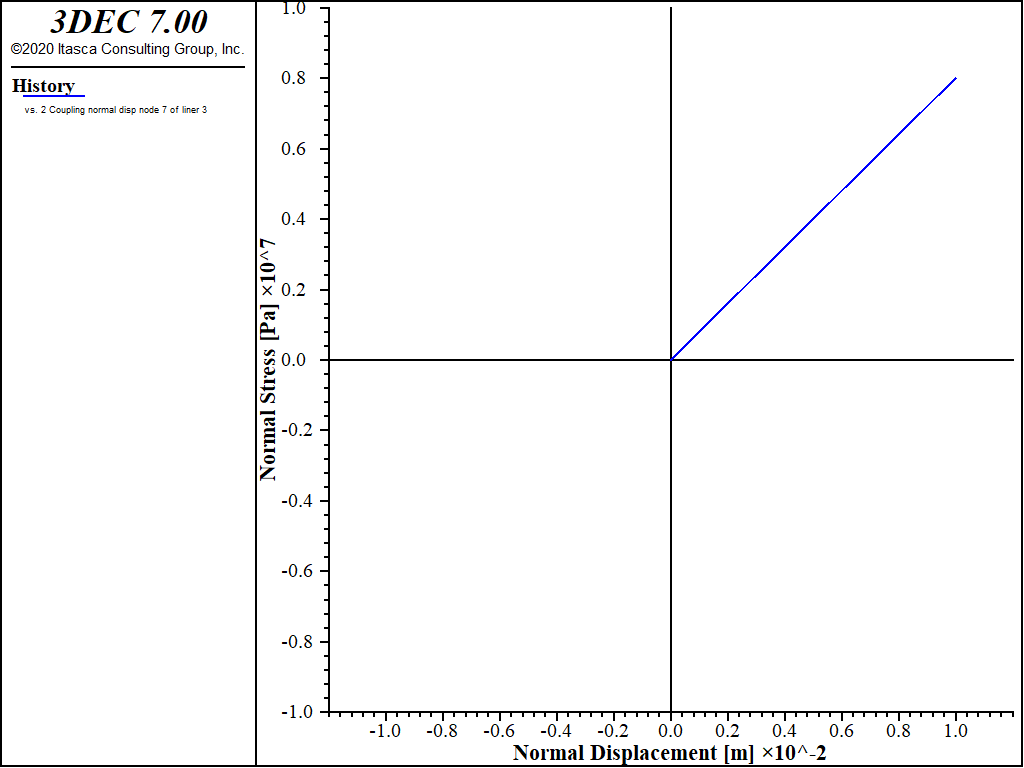 3DEC 7.00
©2020 Itasca Consulting Group, Inc.
History
vs. 2 Coupling normal disp node 7 of liner 3
Normal Stress [Pa] ×10^7
1.0
0.8
0.6
0.4
0.2
0.0
-0.2
-0.4
-0.6
-0.8
-1.0
-1.0 -0.8 -0.6 -0.4 -0.2 0.0 0.2 0.4 0.6 0.8 1.0
Normal Displacement [m] ×10^-2